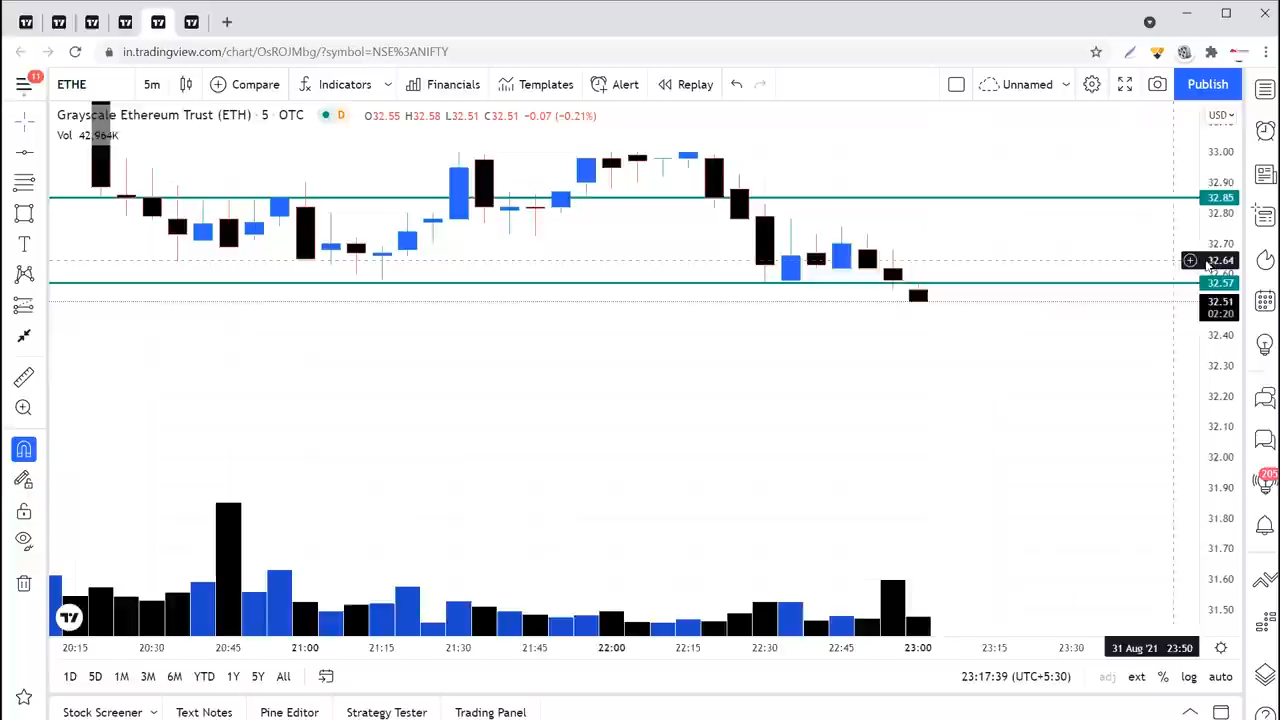 in.tradingview.com/chart/OsROJMbg/?symbol=NSE%3ANIFTY
11
ETHE 5m Compare Indicators Financials Templates Alert Replay Unnamed Publish
Grayscale Ethereum Trust (ETH) · 5 · OTC D O32.55 H32.58 L32.51 C32.51 −0.07 (−0.21%)
USD
Vol 42.964K
33.00
32.90
32.85
32.80
32.70
32.64
32.60
32.57
32.51
02:20
32.40
32.30
32.20
32.10
32.00
31.90
205
31.80
31.70
31.60
31.50
20:15 20:30 20:45 21:00 21:15 21:30 21:45 22:00 22:15 22:30 22:45 23:00 23:15 23:30 31 Aug '21 23:50
1D 5D 1M 3M 6M YTD 1Y 5Y All 23:17:39 (UTC+5:30) adj ext % log auto
Stock Screener Text Notes Pine Editor Strategy Tester Trading Panel